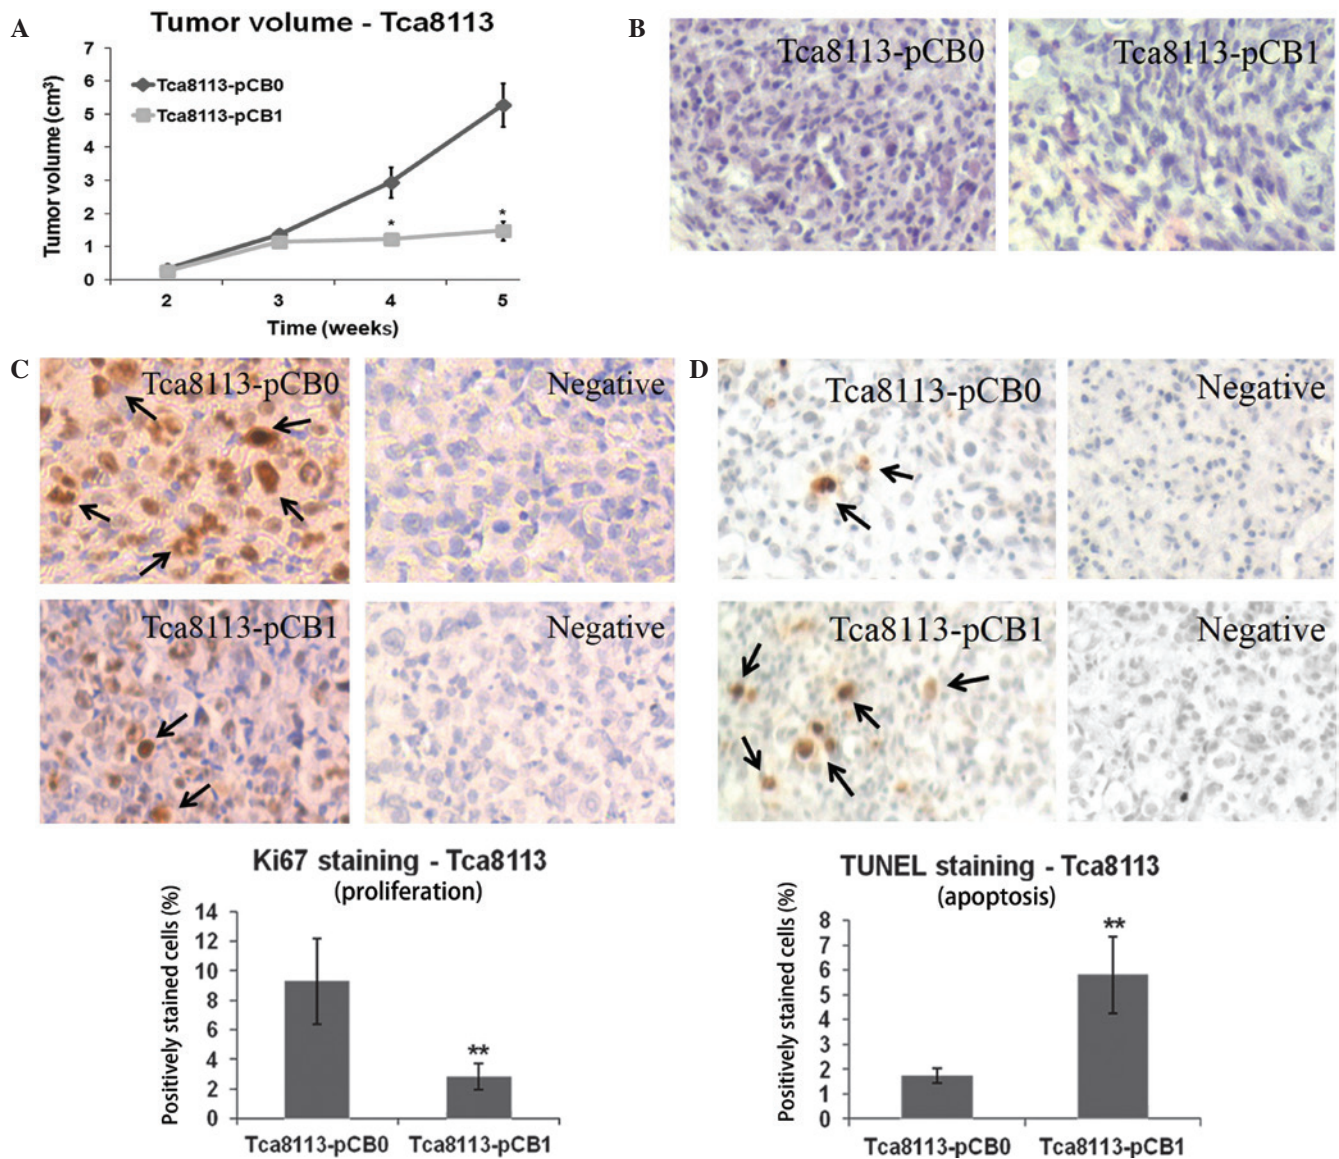 A
Tumor volume - Tca8113
Tumor volume (cm³)
7
6
5
4
3
2
1
0
Tca8113-pCB0
Tca8113-pCB1
*
*
2 3 4 5
Time (weeks)
B
Tca8113-pCB0
Tca8113-pCB1
C
Tca8113-pCB0
Negative
Tca8113-pCB1
Negative
Ki67 staining - Tca8113
(proliferation)
Positively stained cells (%)
14
12
10
8
6
4
2
0
**
Tca8113-pCB0 Tca8113-pCB1
D
Tca8113-pCB0
Negative
Tca8113-pCB1
Negative
TUNEL staining - Tca8113
(apoptosis)
Positively stained cells (%)
8
7
6
5
4
3
2
1
0
**
Tca8113-pCB0 Tca8113-pCB1